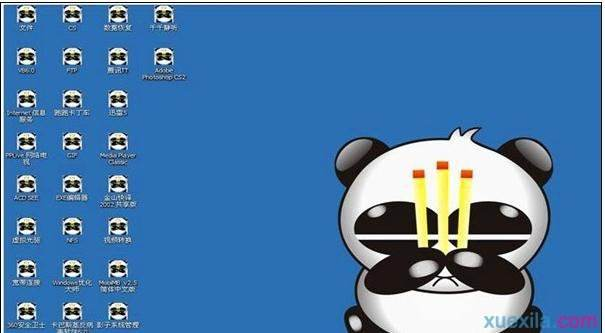 文件
CS
数据恢复
千千静听
VB6.0
FTP
腾讯TT
Adobe
Photoshop CS2
Internet 信息
服务
跑跑卡丁车
迅雷5
PPLive 网络电
视
GIF
Media Player
Classic
ACD SEE
EXE编辑器
金山快译
2002 共享版
虚拟光驱
NFS
视频转换
宽带连接
Windows优化
大师
MobiMB v2.5
简体中文版
360安全卫士
卡巴斯基反病
影子系统管理
xuexila.com